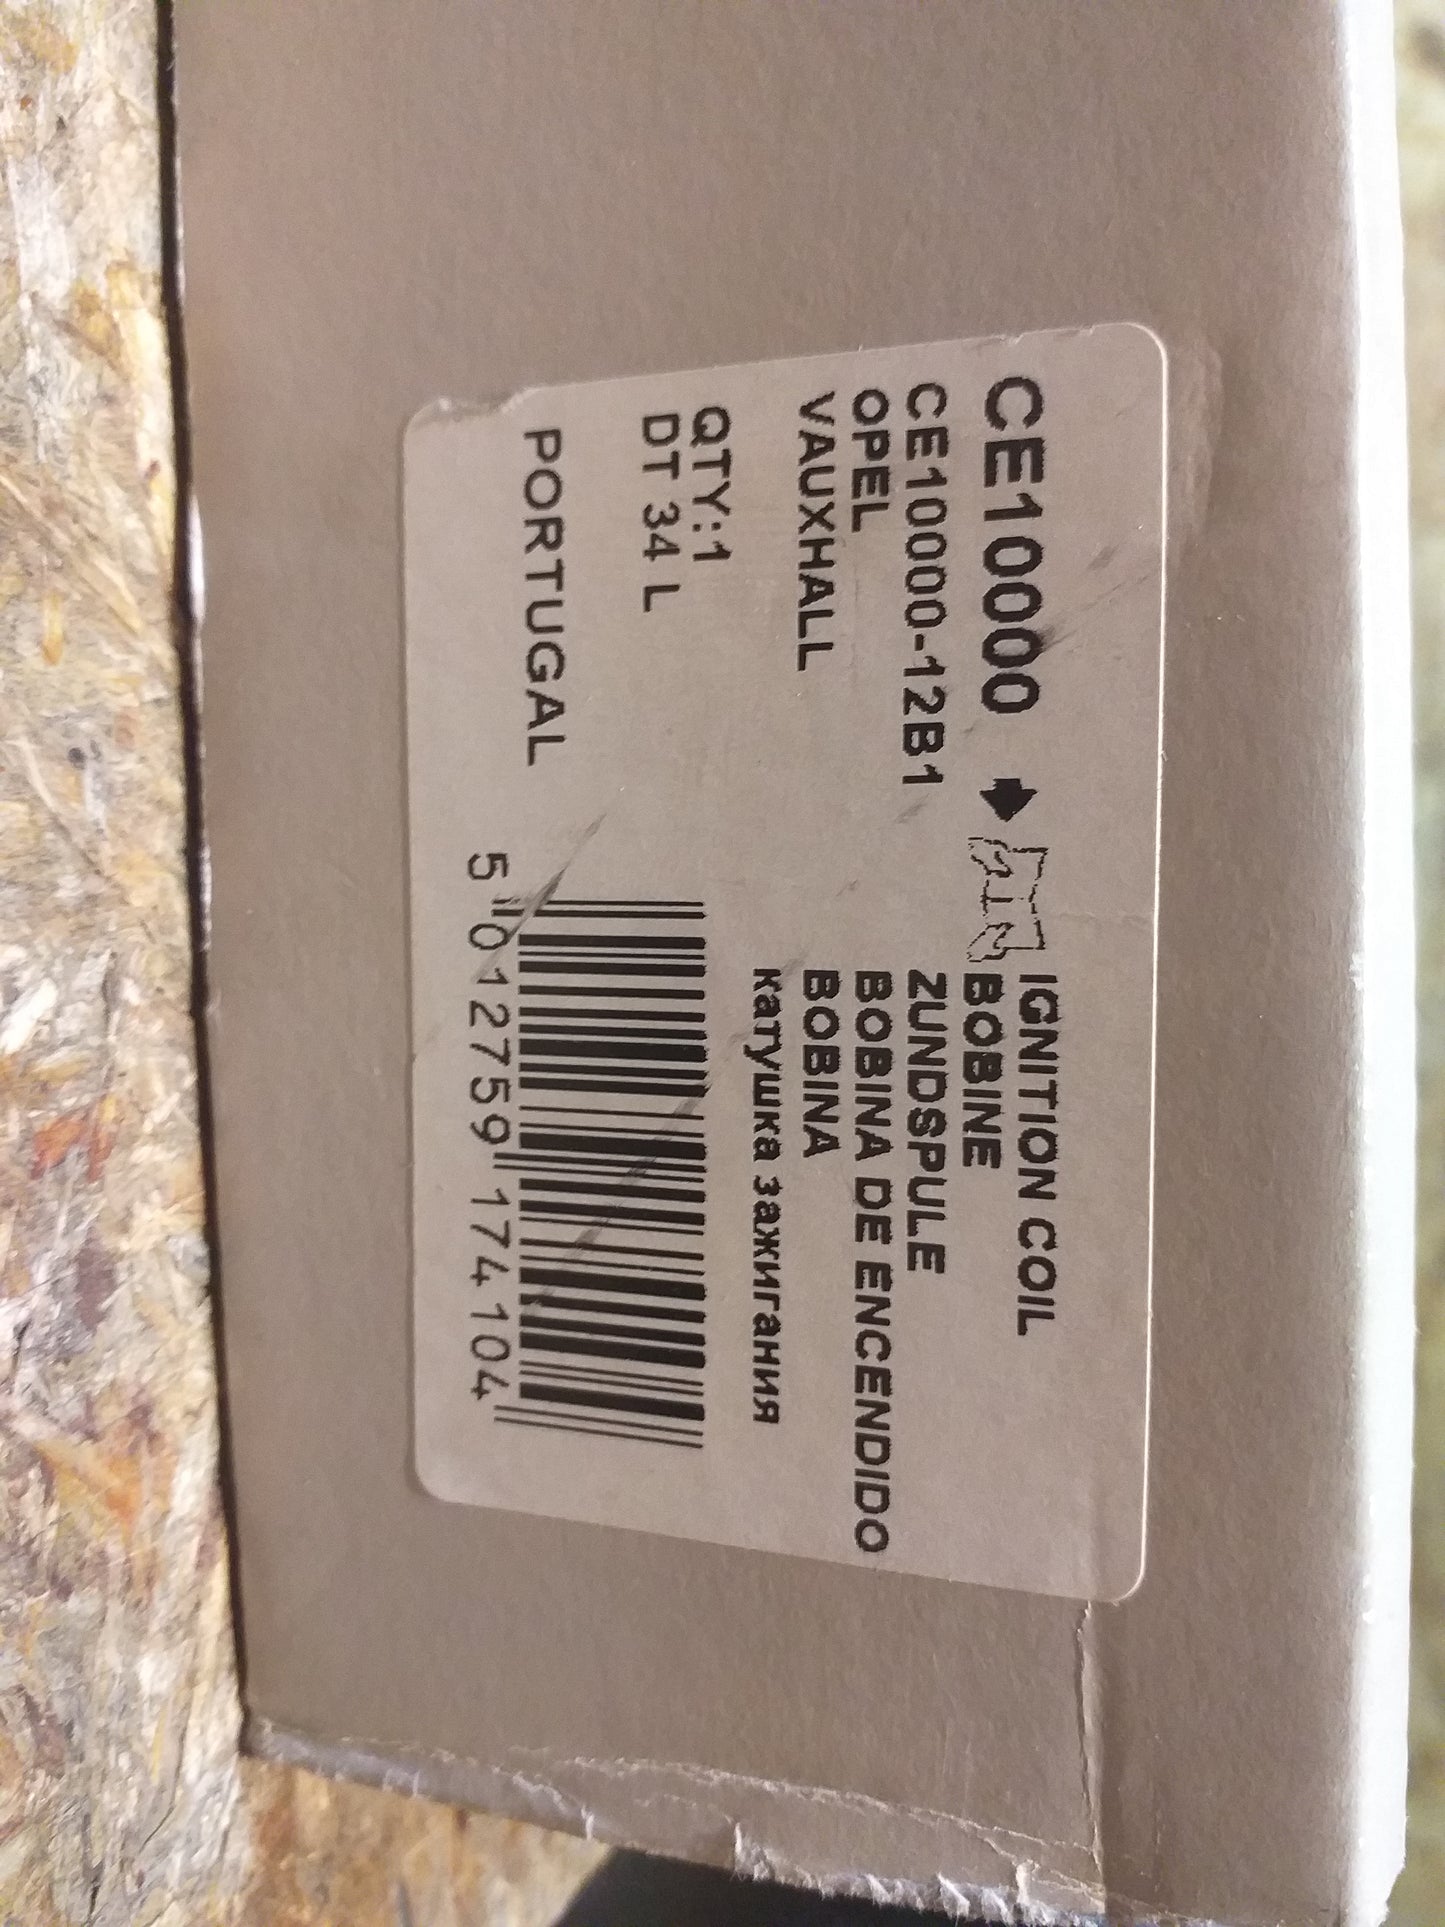 CE10000
CE10000-12B1
OPEL
VAUXHALL
QTY:1
DT 34 L
PORTUGAL
IGNITION COIL
BOBINE
ZUNDSPULE
BOBINA DE ENCENDIDO
BOBINA
катушка зажигания
5 012759 174104